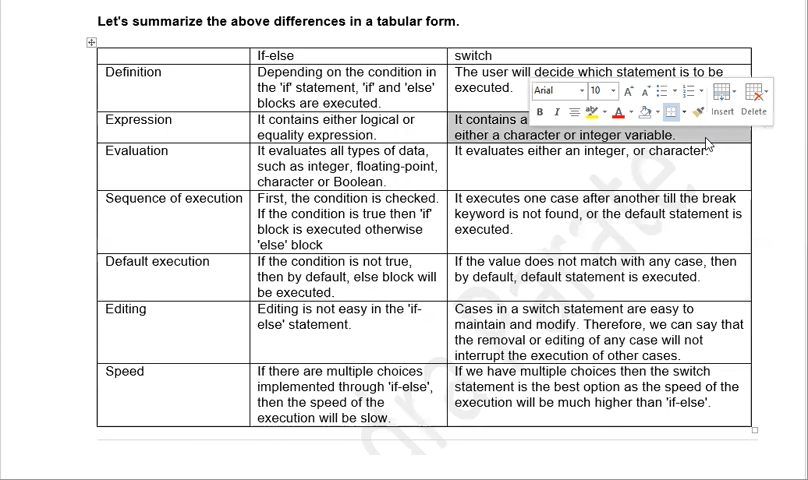 Let's summarize the above differences in a tabular form.
If-else
switch
Definition
Depending on the condition in
the 'if' statement, 'if' and 'else'
blocks are executed.
The user will decide which statement is to be
executed.
Arial
10
B I
Insert Delete
Expression
It contains either logical or
equality expression.
It contains a
either a character or integer variable.
Evaluation
It evaluates all types of data,
such as integer, floating-point,
character or Boolean.
It evaluates either an integer, or character.
Sequence of execution
First, the condition is checked.
If the condition is true then 'if'
block is executed otherwise
'else' block
It executes one case after another till the break
keyword is not found, or the default statement is
executed.
Default execution
If the condition is not true,
then by default, else block will
be executed.
If the value does not match with any case, then
by default, default statement is executed.
Editing
Editing is not easy in the 'if-
else' statement.
Cases in a switch statement are easy to
maintain and modify. Therefore, we can say that
the removal or editing of any case will not
interrupt the execution of other cases.
Speed
If there are multiple choices
implemented through 'if-else',
then the speed of the
execution will be slow.
If we have multiple choices then the switch
statement is the best option as the speed of the
execution will be much higher than 'if-else'.